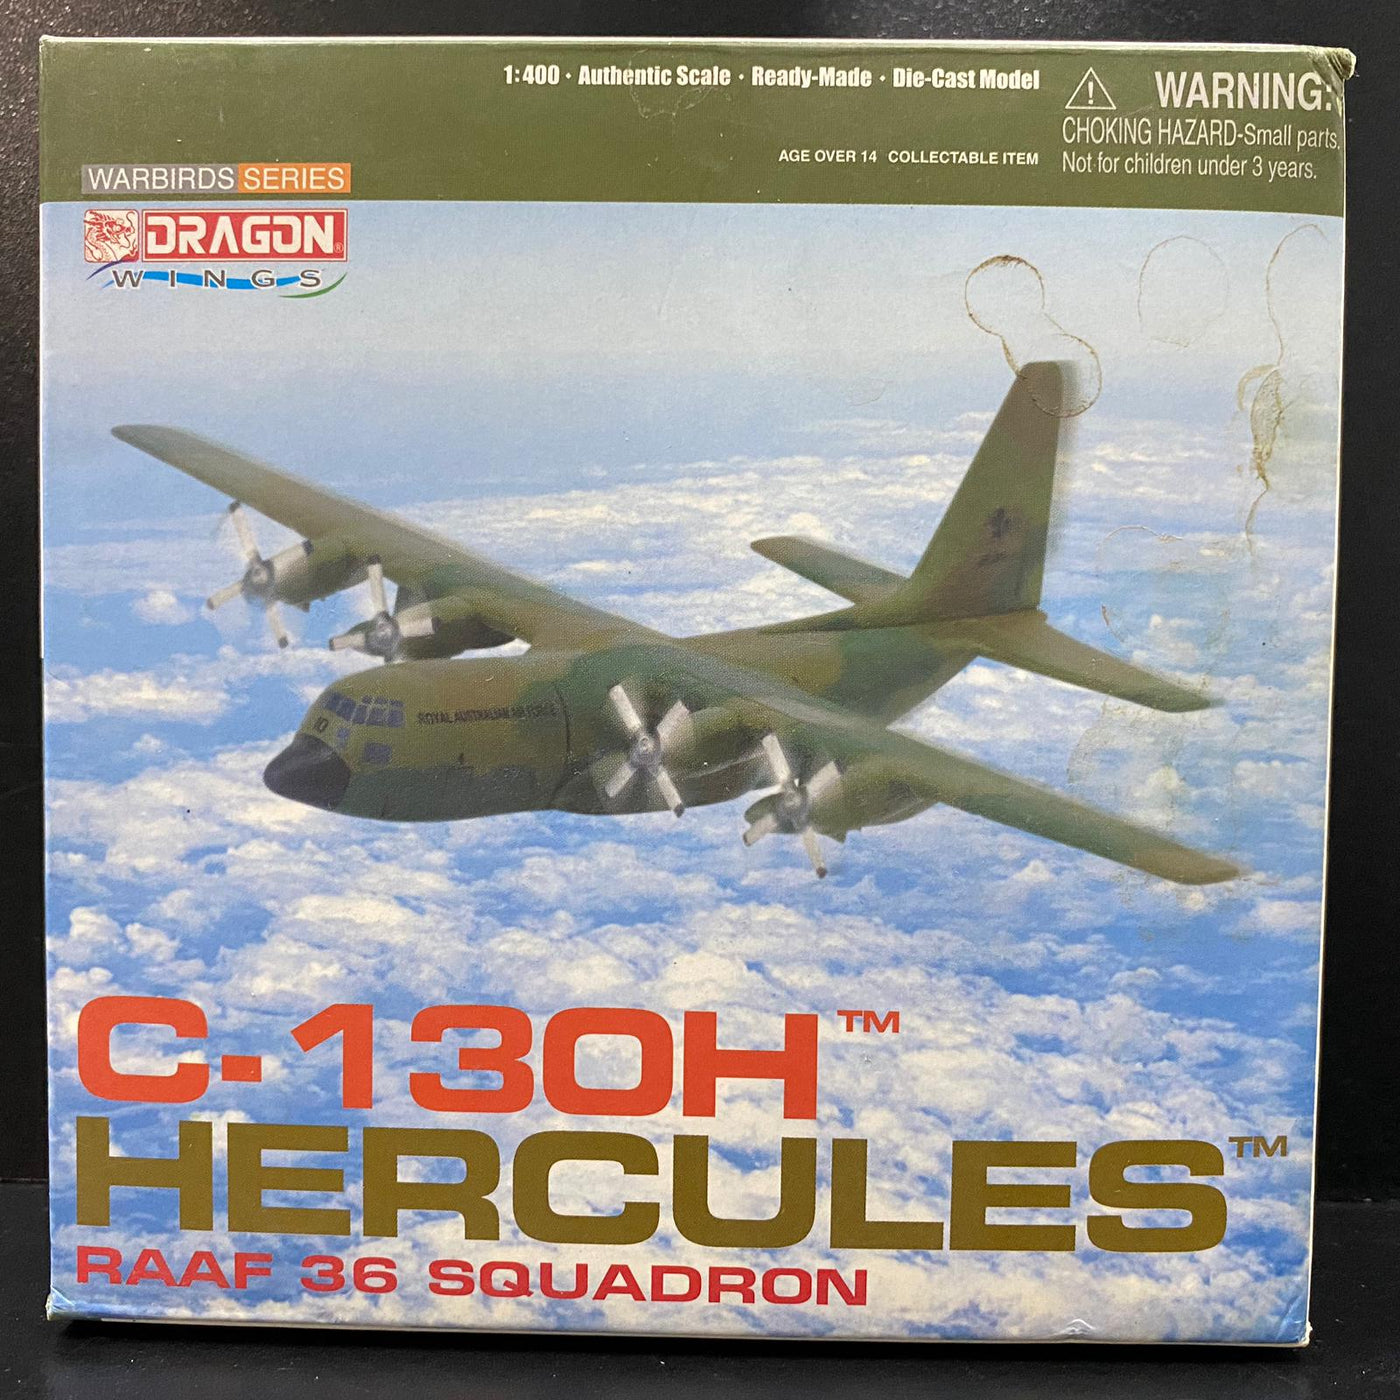 1:400 · Authentic Scale · Ready-Made · Die-Cast Model
AGE OVER 14 COLLECTABLE ITEM
WARNING:
CHOKING HAZARD-Small parts.
Not for children under 3 years.
WARBIRDS SERIES
DRAGON®
WINGS
10
ROYAL AUSTRALIAN AIR FORCE
C-130H™
HERCULES™
RAAF 36 SQUADRON